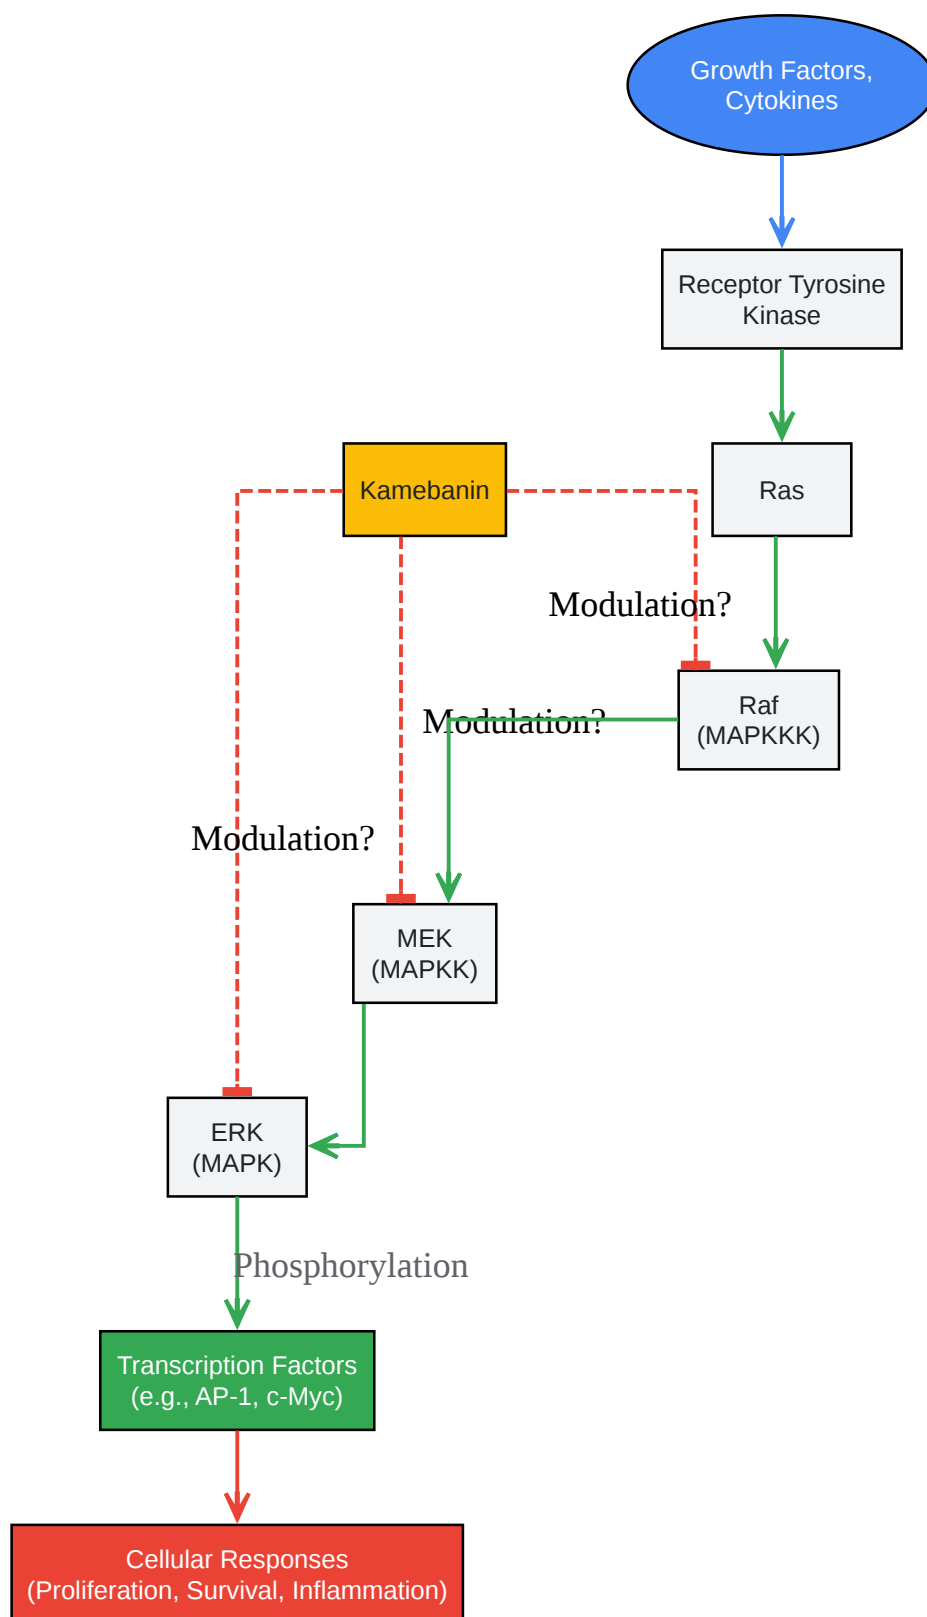 Growth Factors,
Cytokines
Receptor Tyrosine
Kinase
Kamebanin
Ras
Modulation?
Raf
(MAPKKK)
Modulation?
Modulation?
MEK
(MAPKK)
ERK
(MAPK)
Phosphorylation
Transcription Factors
(e.g., AP-1, c-Myc)
Cellular Responses
(Proliferation, Survival, Inflammation)